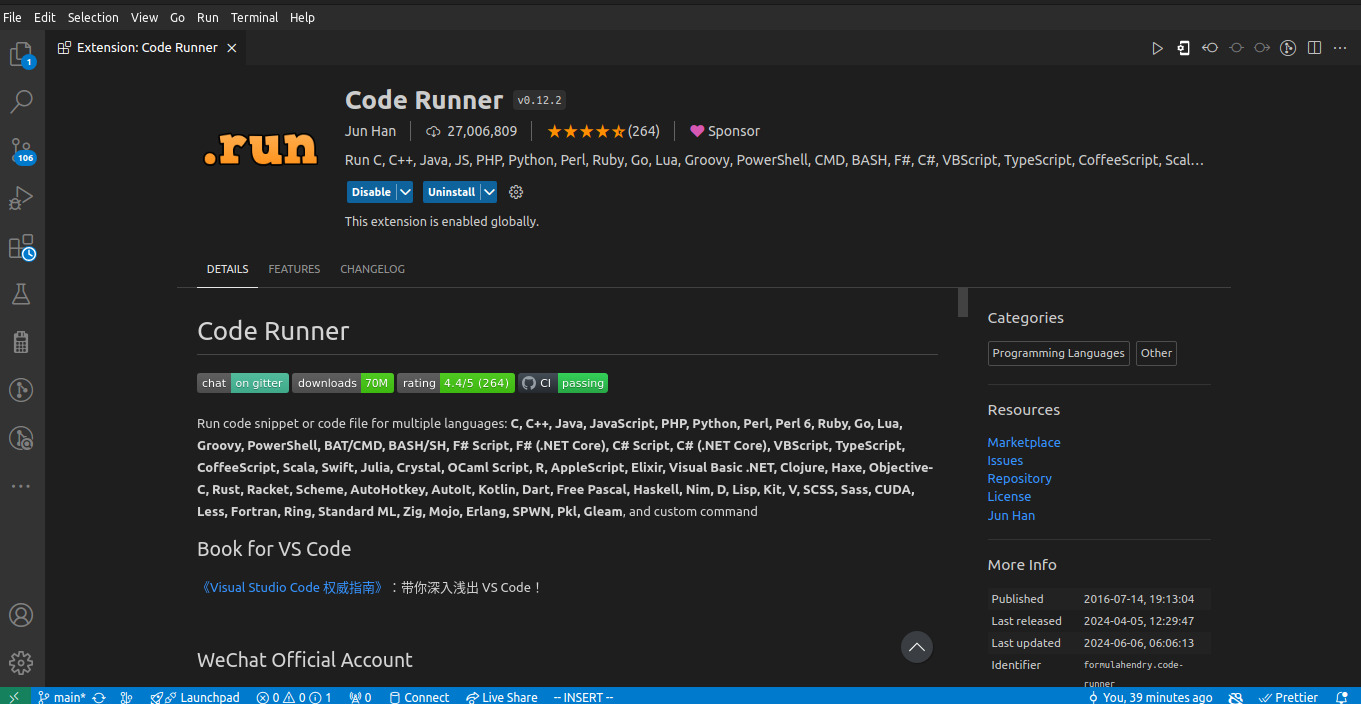 File Edit Selection View Go Run Terminal Help
1
Extension: Code Runner
.run
Code Runner v0.12.2
Jun Han 27,006,809 (264) Sponsor
Run C, C++, Java, JS, PHP, Python, Perl, Ruby, Go, Lua, Groovy, PowerShell, CMD, BASH, F#, C#, VBScript, TypeScript, CoffeeScript, Scal...
106
Disable Uninstall
This extension is enabled globally.
DETAILS FEATURES CHANGELOG
Code Runner
chat on gitter downloads 70M rating 4.4/5 (264) CI passing
Run code snippet or code file for multiple languages: C, C++, Java, JavaScript, PHP, Python, Perl, Perl 6, Ruby, Go, Lua,
Groovy, PowerShell, BAT/CMD, BASH/SH, F# Script, F# (.NET Core), C# Script, C# (.NET Core), VBScript, TypeScript,
CoffeeScript, Scala, Swift, Julia, Crystal, OCaml Script, R, AppleScript, Elixir, Visual Basic .NET, Clojure, Haxe, Objective-
C, Rust, Racket, Scheme, AutoHotkey, AutoIt, Kotlin, Dart, Free Pascal, Haskell, Nim, D, Lisp, Kit, V, SCSS, Sass, CUDA,
Less, Fortran, Ring, Standard ML, Zig, Mojo, Erlang, SPWN, Pkl, Gleam, and custom command
Book for VS Code
《Visual Studio Code 权威指南》：带你深入浅出 VS Code！
WeChat Official Account
Categories
Programming Languages Other
Resources
Marketplace
Issues
Repository
License
Jun Han
More Info
Published 2016-07-14, 19:13:04
Last released 2024-04-05, 12:29:47
Last updated 2024-06-06, 06:06:13
Identifier formulahendry.code-
runner
main* Launchpad 0 0 1 0 Connect Live Share -- INSERT -- You, 39 minutes ago Prettier